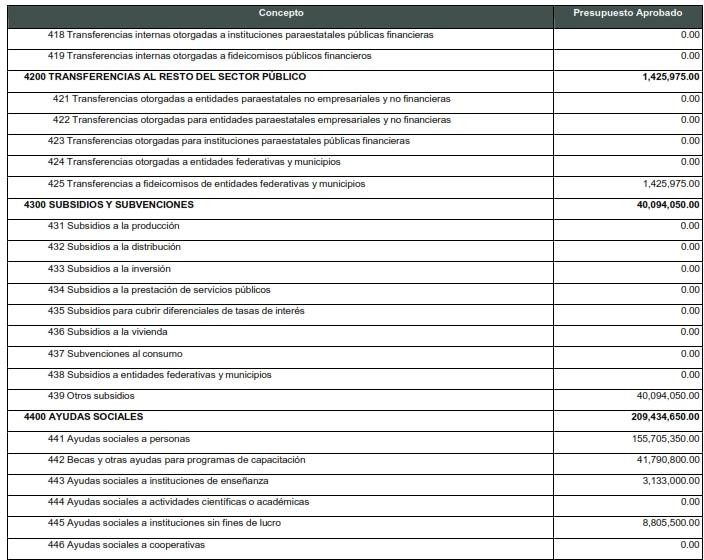 Concepto Presupuesto Aprobado
418 Transferencias internas otorgadas a instituciones paraestatales públicas financieras 0.00
419 Transferencias internas otorgadas a fideicomisos públicos financieros 0.00
4200 TRANSFERENCIAS AL RESTO DEL SECTOR PÚBLICO 1,425,975.00
421 Transferencias otorgadas a entidades paraestatales no empresariales y no financieras 0.00
422 Transferencias otorgadas para entidades paraestatales empresariales y no financieras 0.00
423 Transferencias otorgadas para instituciones paraestatales públicas financieras 0.00
424 Transferencias otorgadas a entidades federativas y municipios 0.00
425 Transferencias a fideicomisos de entidades federativas y municipios 1,425,975.00
4300 SUBSIDIOS Y SUBVENCIONES 40,094,050.00
431 Subsidios a la producción 0.00
432 Subsidios a la distribución 0.00
433 Subsidios a la inversión 0.00
434 Subsidios a la prestación de servicios públicos 0.00
435 Subsidios para cubrir diferenciales de tasas de interés 0.00
436 Subsidios a la vivienda 0.00
437 Subvenciones al consumo 0.00
438 Subsidios a entidades federativas y municipios 0.00
439 Otros subsidios 40,094,050.00
4400 AYUDAS SOCIALES 209,434,650.00
441 Ayudas sociales a personas 155,705,350.00
442 Becas y otras ayudas para programas de capacitación 41,790,800.00
443 Ayudas sociales a instituciones de enseñanza 3,133,000.00
444 Ayudas sociales a actividades científicas o académicas 0.00
445 Ayudas sociales a instituciones sin fines de lucro 8,805,500.00
446 Ayudas sociales a cooperativas 0.00